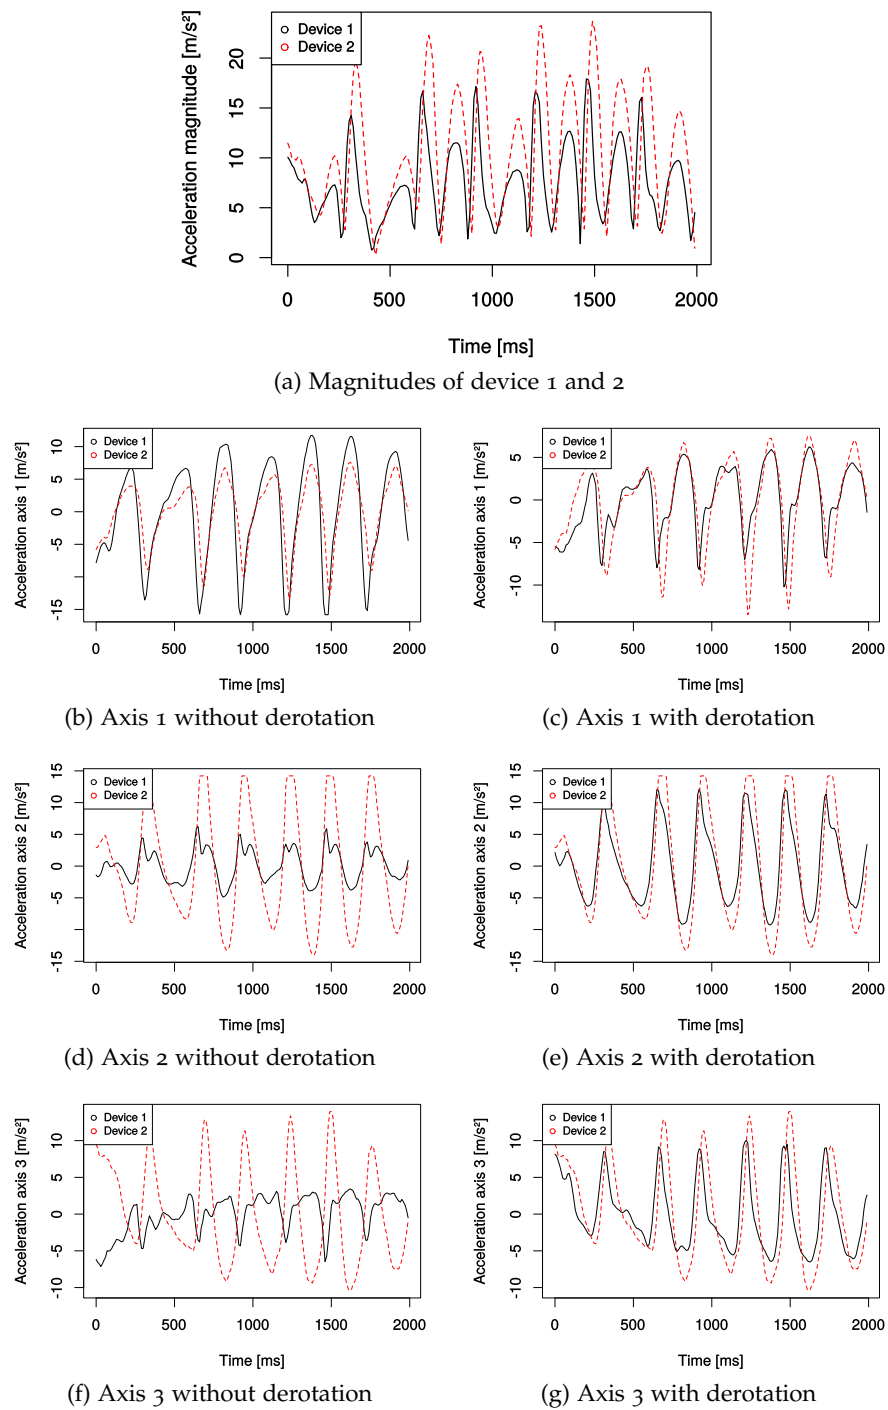 Device 1
Device 2
Acceleration magnitude [m/s²]
0 5 10 15 20
0 500 1000 1500 2000
Time [ms]
(a) Magnitudes of device 1 and 2
Device 1
Device 2
Acceleration axis 1 [m/s²]
-15 -5 0 5 10
0 500 1000 1500 2000
Time [ms]
(b) Axis 1 without derotation
Device 1
Device 2
Acceleration axis 1 [m/s²]
-10 -5 0 5
0 500 1000 1500 2000
Time [ms]
(c) Axis 1 with derotation
Device 1
Device 2
Acceleration axis 2 [m/s²]
-15 -5 0 5 10 15
0 500 1000 1500 2000
Time [ms]
(d) Axis 2 without derotation
Device 1
Device 2
Acceleration axis 2 [m/s²]
-15 -5 0 5 10 15
0 500 1000 1500 2000
Time [ms]
(e) Axis 2 with derotation
Device 1
Device 2
Acceleration axis 3 [m/s²]
-10 -5 0 5 10
0 500 1000 1500 2000
Time [ms]
(f) Axis 3 without derotation
Device 1
Device 2
Acceleration axis 3 [m/s²]
-10 -5 0 5 10
0 500 1000 1500 2000
Time [ms]
(g) Axis 3 with derotation